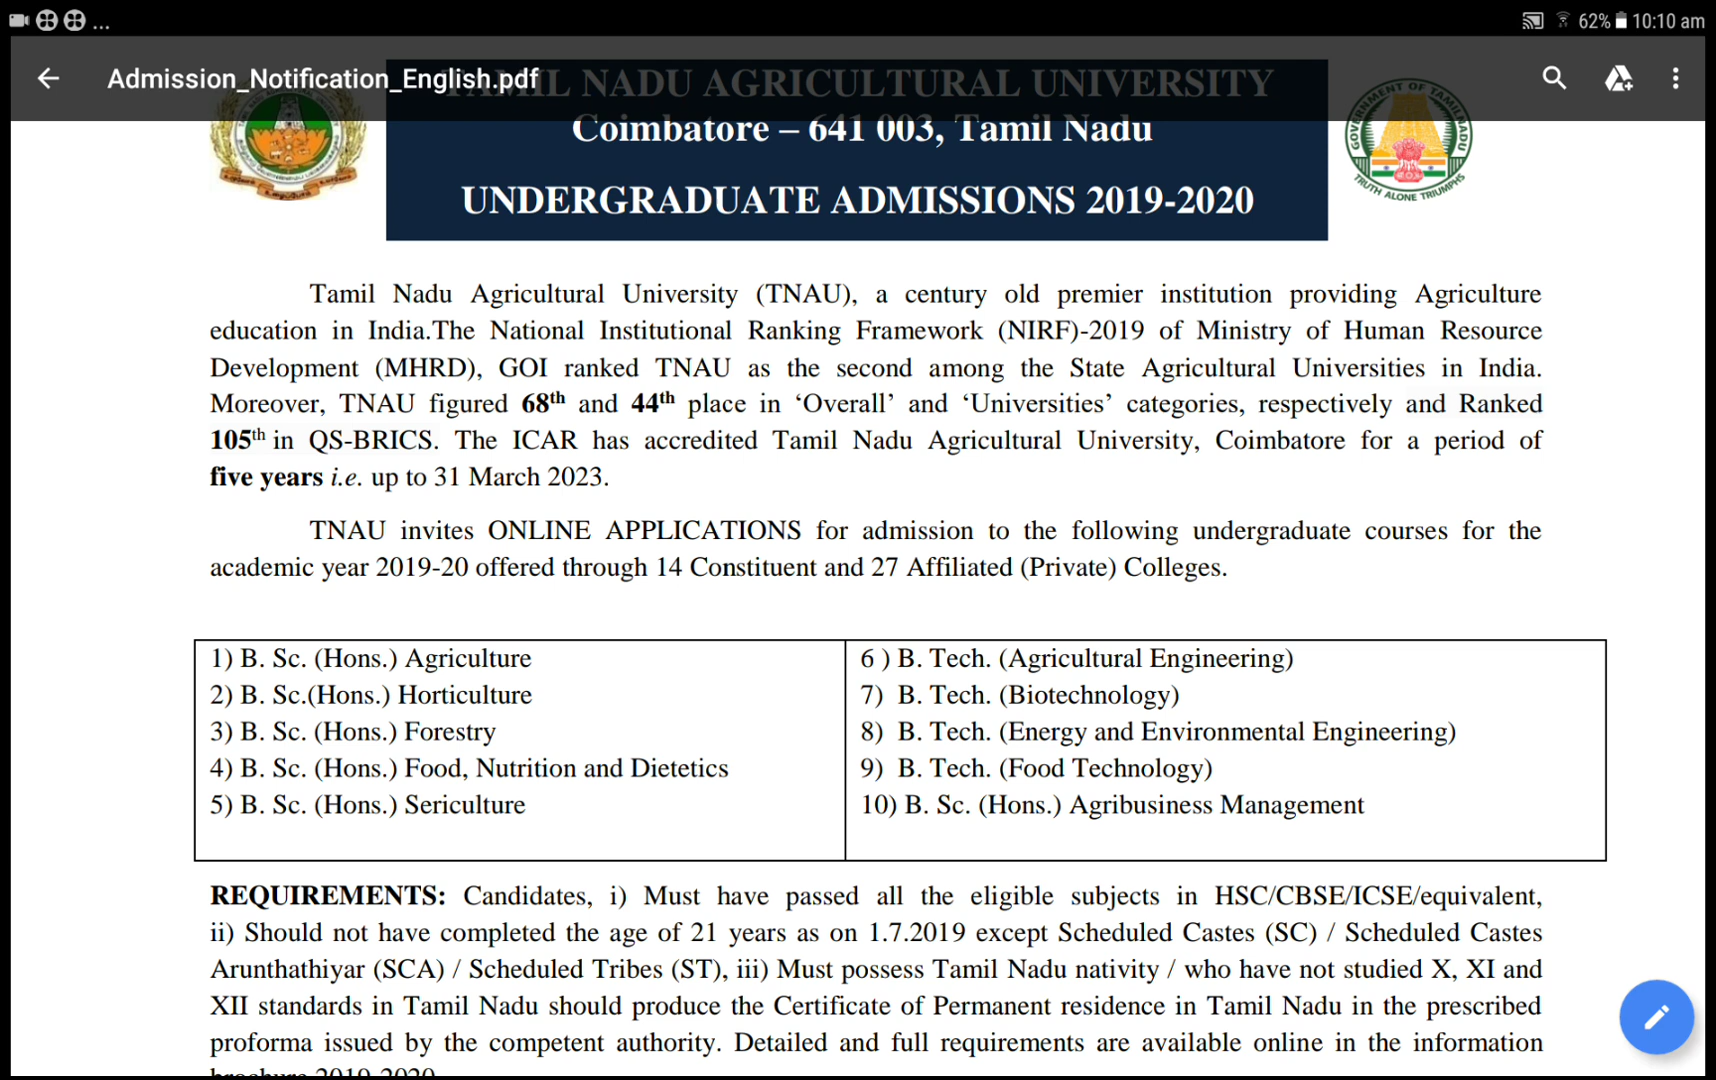 ... 62% 10:10 am
Admission_Notification_English.pdf
TAMIL NADU AGRICULTURAL UNIVERSITY
Coimbatore – 641 003, Tamil Nadu
UNDERGRADUATE ADMISSIONS 2019-2020
GOVERNMENT OF TAMILNADU
TRUTH ALONE TRIUMPHS
Tamil Nadu Agricultural University (TNAU), a century old premier institution providing Agriculture
education in India.The National Institutional Ranking Framework (NIRF)-2019 of Ministry of Human Resource
Development (MHRD), GOI ranked TNAU as the second among the State Agricultural Universities in India.
Moreover, TNAU figured 68th and 44th place in ‘Overall’ and ‘Universities’ categories, respectively and Ranked
105th in QS-BRICS. The ICAR has accredited Tamil Nadu Agricultural University, Coimbatore for a period of
five years i.e. up to 31 March 2023.
TNAU invites ONLINE APPLICATIONS for admission to the following undergraduate courses for the
academic year 2019-20 offered through 14 Constituent and 27 Affiliated (Private) Colleges.
1) B. Sc. (Hons.) Agriculture
2) B. Sc.(Hons.) Horticulture
3) B. Sc. (Hons.) Forestry
4) B. Sc. (Hons.) Food, Nutrition and Dietetics
5) B. Sc. (Hons.) Sericulture
6 ) B. Tech. (Agricultural Engineering)
7) B. Tech. (Biotechnology)
8) B. Tech. (Energy and Environmental Engineering)
9) B. Tech. (Food Technology)
10) B. Sc. (Hons.) Agribusiness Management
REQUIREMENTS: Candidates, i) Must have passed all the eligible subjects in HSC/CBSE/ICSE/equivalent,
ii) Should not have completed the age of 21 years as on 1.7.2019 except Scheduled Castes (SC) / Scheduled Castes
Arunthathiyar (SCA) / Scheduled Tribes (ST), iii) Must possess Tamil Nadu nativity / who have not studied X, XI and
XII standards in Tamil Nadu should produce the Certificate of Permanent residence in Tamil Nadu in the prescribed
proforma issued by the competent authority. Detailed and full requirements are available online in the information
brochure 2019-2020